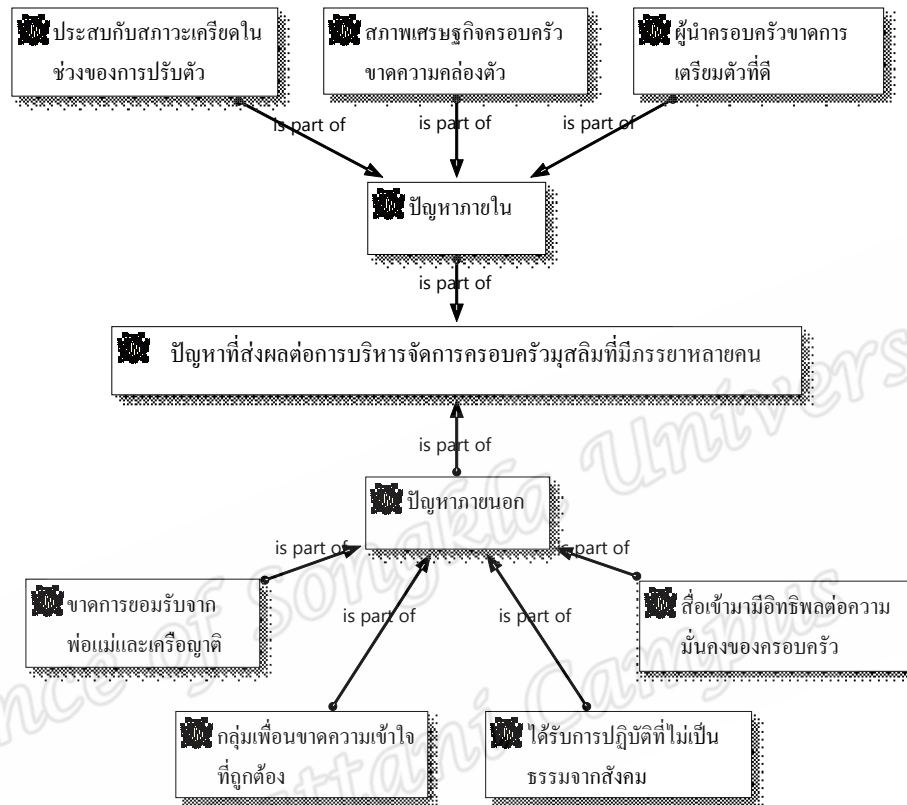 ประสบกับสภาวะเครียดใน
ช่วงของการปรับตัว
สภาพเศรษฐกิจครอบครัว
ขาดความคล่องตัว
ผู้นำครอบครัวขาดการ
เตรียมตัวที่ดี
is part of
is part of
is part of
ปัญหาภายใน
is part of
ปัญหาที่ส่งผลต่อการบริหารจัดการครอบครัวมุสลิมที่มีภรรยาหลายคน
is part of
ปัญหาภายนอก
is part of
is part of
is part of
is part of
ขาดการยอมรับจาก
พ่อแม่และเครือญาติ
สื่อเข้ามามีอิทธิพลต่อความ
มั่นคงของครอบครัว
กลุ่มเพื่อนขาดความเข้าใจ
ที่ถูกต้อง
ได้รับการปฏิบัติที่ไม่เป็น
ธรรมจากสังคม
nce of Songkla Univers
attani Campus